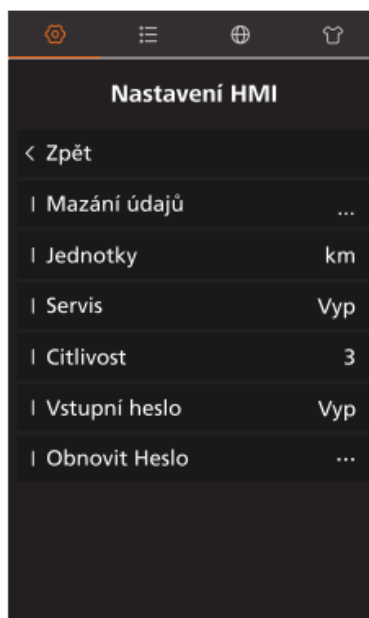 Nastavení HMI
< Zpět
| Mazání údajů ...
| Jednotky km
| Servis Vyp
| Citlivost 3
| Vstupní heslo Vyp
| Obnovit Heslo ...